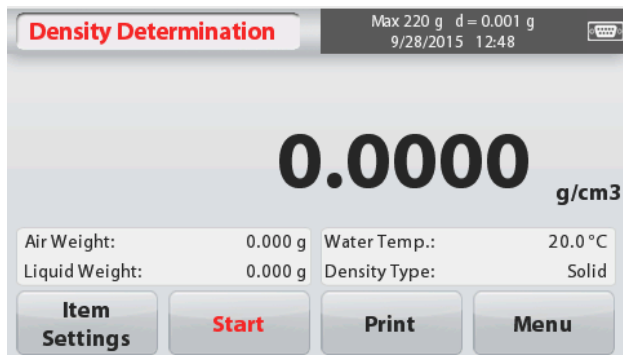 Density Determination
Max 220 g d = 0.001 g
9/28/2015 12:48
0.0000
g/cm3
Air Weight: 0.000 g
Liquid Weight: 0.000 g
Water Temp.: 20.0 °C
Density Type: Solid
Item
Settings
Start
Print
Menu